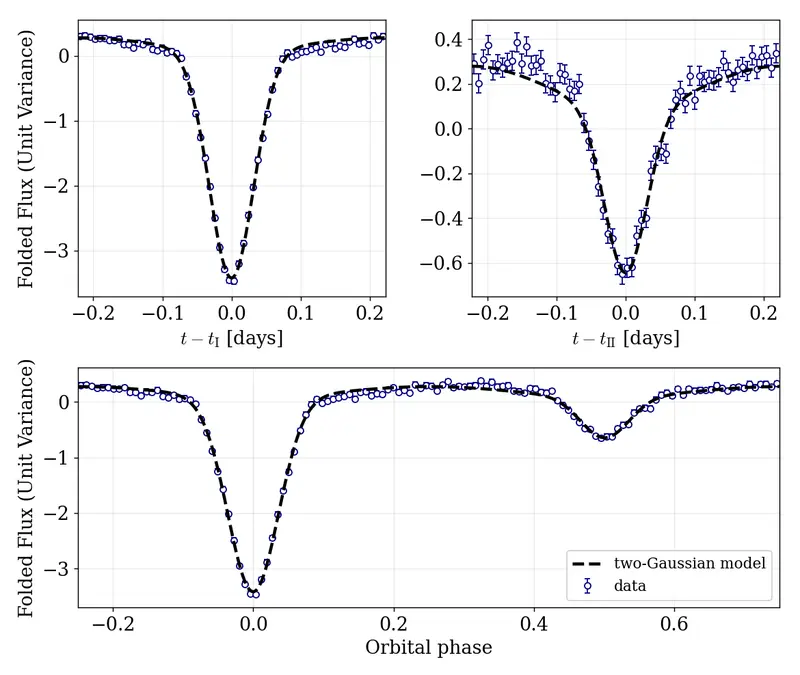 Folded Flux (Unit Variance)
0
−1
−2
−3
−0.2 −0.1 0.0 0.1 0.2
t − tI [days]
0.4
0.2
0.0
−0.2
−0.4
−0.6
−0.2 −0.1 0.0 0.1 0.2
t − tII [days]
Folded Flux (Unit Variance)
0
−1
−2
−3
two-Gaussian model
data
−0.2 0.0 0.2 0.4 0.6
Orbital phase